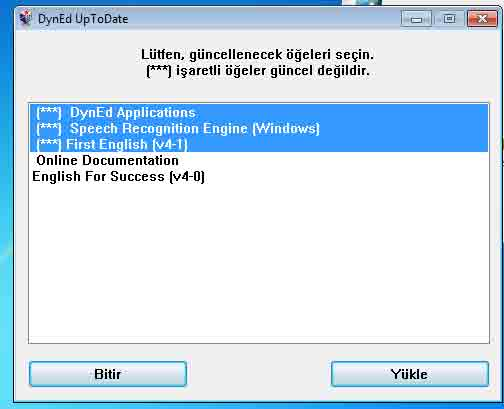 DynEd UpToDate
Lütfen, güncellenecek öğeleri seçin.
(***) işaretli öğeler güncel değildir.
(***) DynEd Applications
(***) Speech Recognition Engine (Windows)
(***) First English (v4-1)
Online Documentation
English For Success (v4-0)
Bitir
Yükle